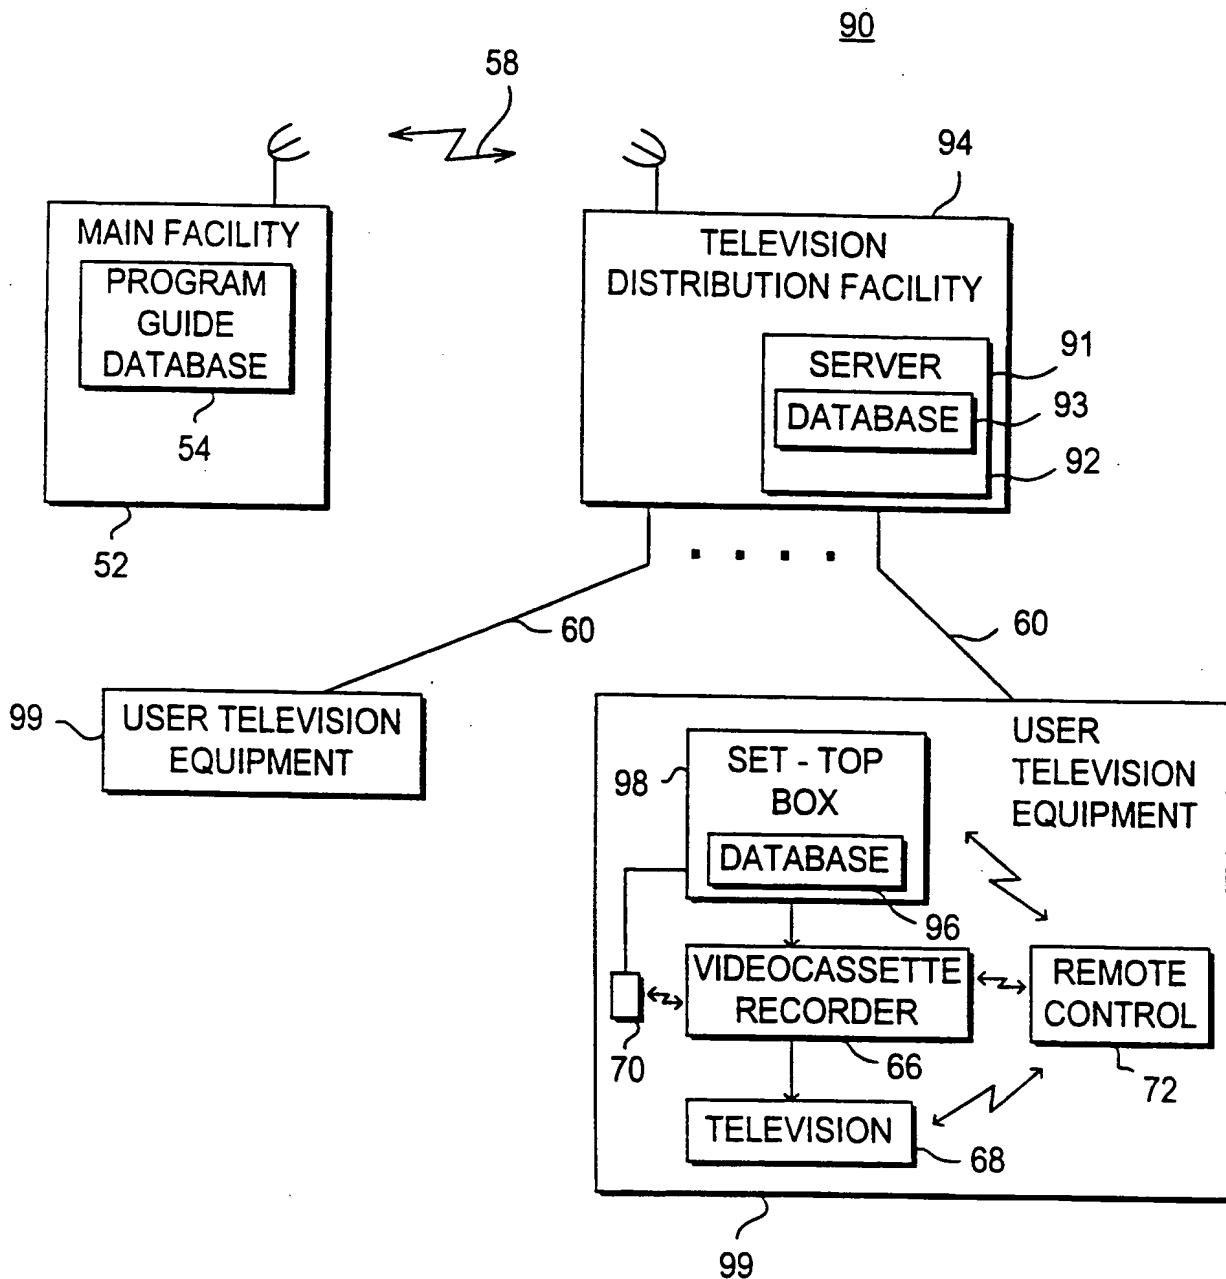 90
58
94
MAIN FACILITY
PROGRAM
GUIDE
DATABASE
54
52
TELEVISION
DISTRIBUTION FACILITY
SERVER
91
DATABASE
93
92
60
60
99
USER TELEVISION
EQUIPMENT
USER
TELEVISION
EQUIPMENT
98
SET - TOP
BOX
DATABASE
96
VIDEOCASSETTE
RECORDER
REMOTE
CONTROL
70
66
72
TELEVISION
68
99